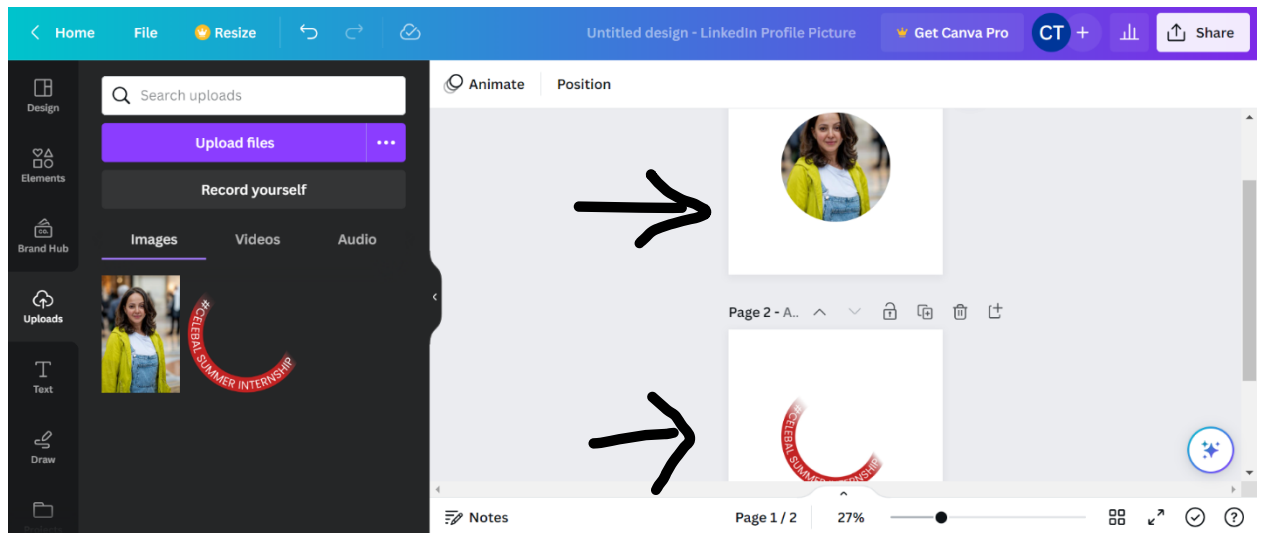 Home File Resize Untitled design - LinkedIn Profile Picture Get Canva Pro CT + Share
Design
Elements
Brand Hub
Uploads
Text
Draw
Projects
Search uploads
Upload files
Record yourself
Images Videos Audio
#CELEBAL SUMMER INTERNSHIP
Animate Position
Page 2 - A..
#CELEBAL SUMMER INTERNSHIP
Notes Page 1 / 2 27%